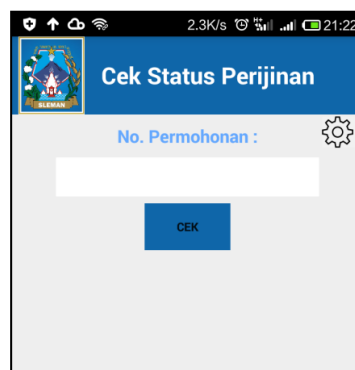 2.3K/s H+ 21:22
SLEMAN
Cek Status Perijinan
No. Permohonan :
CEK